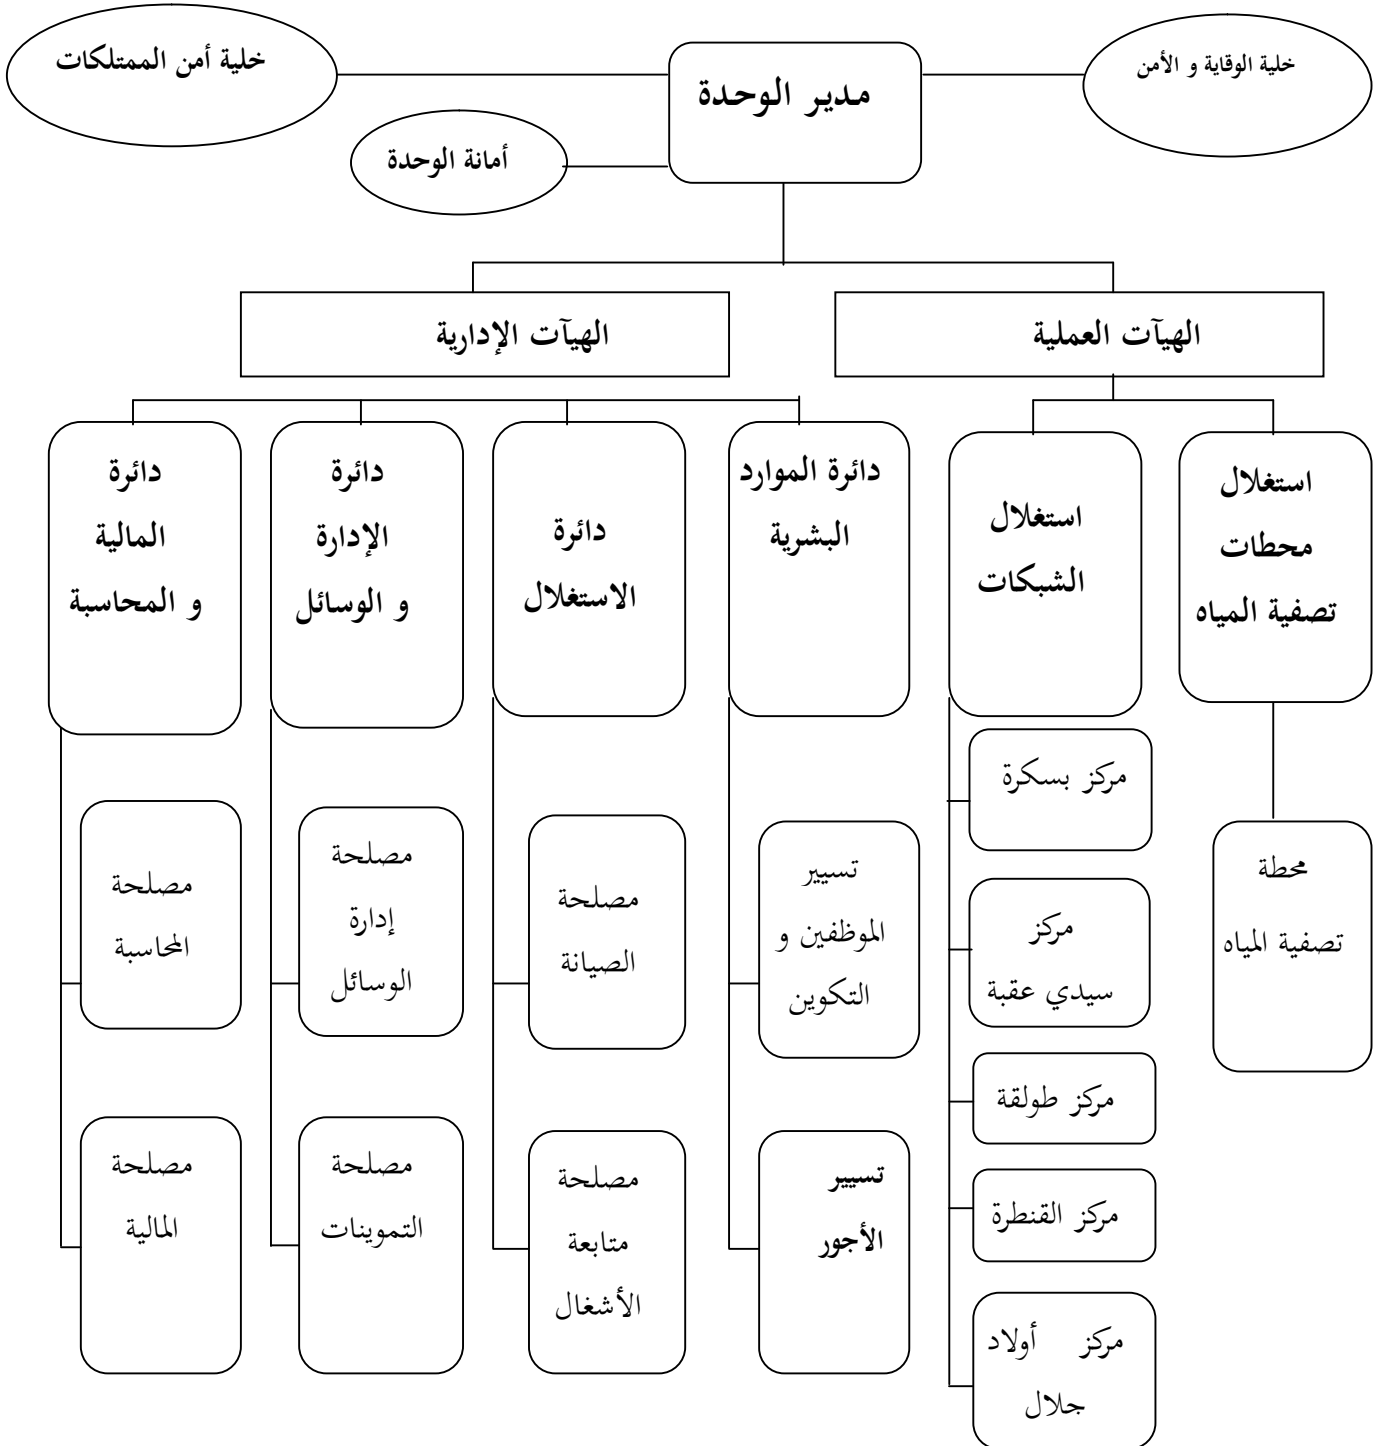 خلية الوقاية و الأمن
مدير الوحدة
خلية أمن الممتلكات
أمانة الوحدة
الهيآت العملية
الهيآت الإدارية
استغلال
محطات
تصفية المياه
استغلال
الشبكات
دائرة الموارد
البشرية
دائرة
الاستغلال
دائرة
الإدارة
و الوسائل
دائرة
المالية
و المحاسبة
محطة
تصفية المياه
مركز بسكرة
مركز
سيدي عقبة
مركز طولقة
مركز القنطرة
مركز أولاد
جلال
تسيير
الموظفين و
التكوين
تسيير
الأجور
مصلحة
الصيانة
مصلحة
متابعة
الأشغال
مصلحة
إدارة
الوسائل
مصلحة
التموينات
مصلحة
المحاسبة
مصلحة
المالية